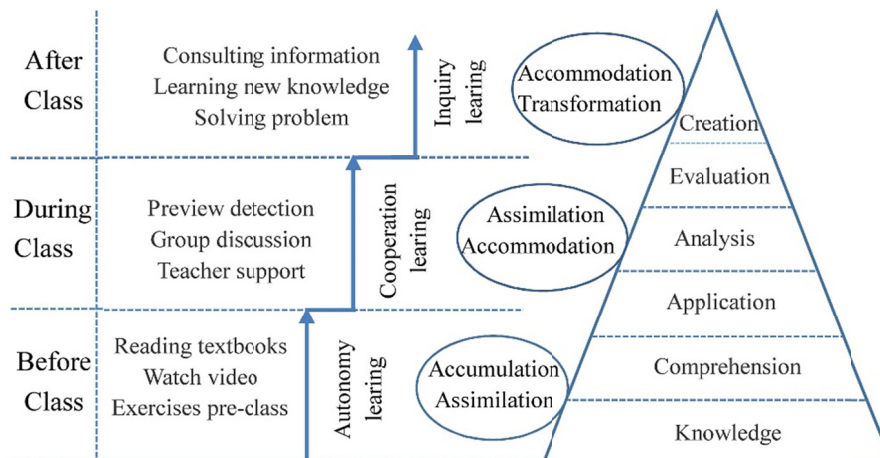 After
Class
Consulting information
Learning new knowledge
Solving problem
Inquiry
learing
Accommodation
Transformation
Creation
Evaluation
During
Class
Preview detection
Group discussion
Teacher support
Cooperation
learing
Assimilation
Accommodation
Analysis
Application
Before
Class
Reading textbooks
Watch video
Exercises pre-class
Autonomy
learing
Accumulation
Assimilation
Comprehension
Knowledge